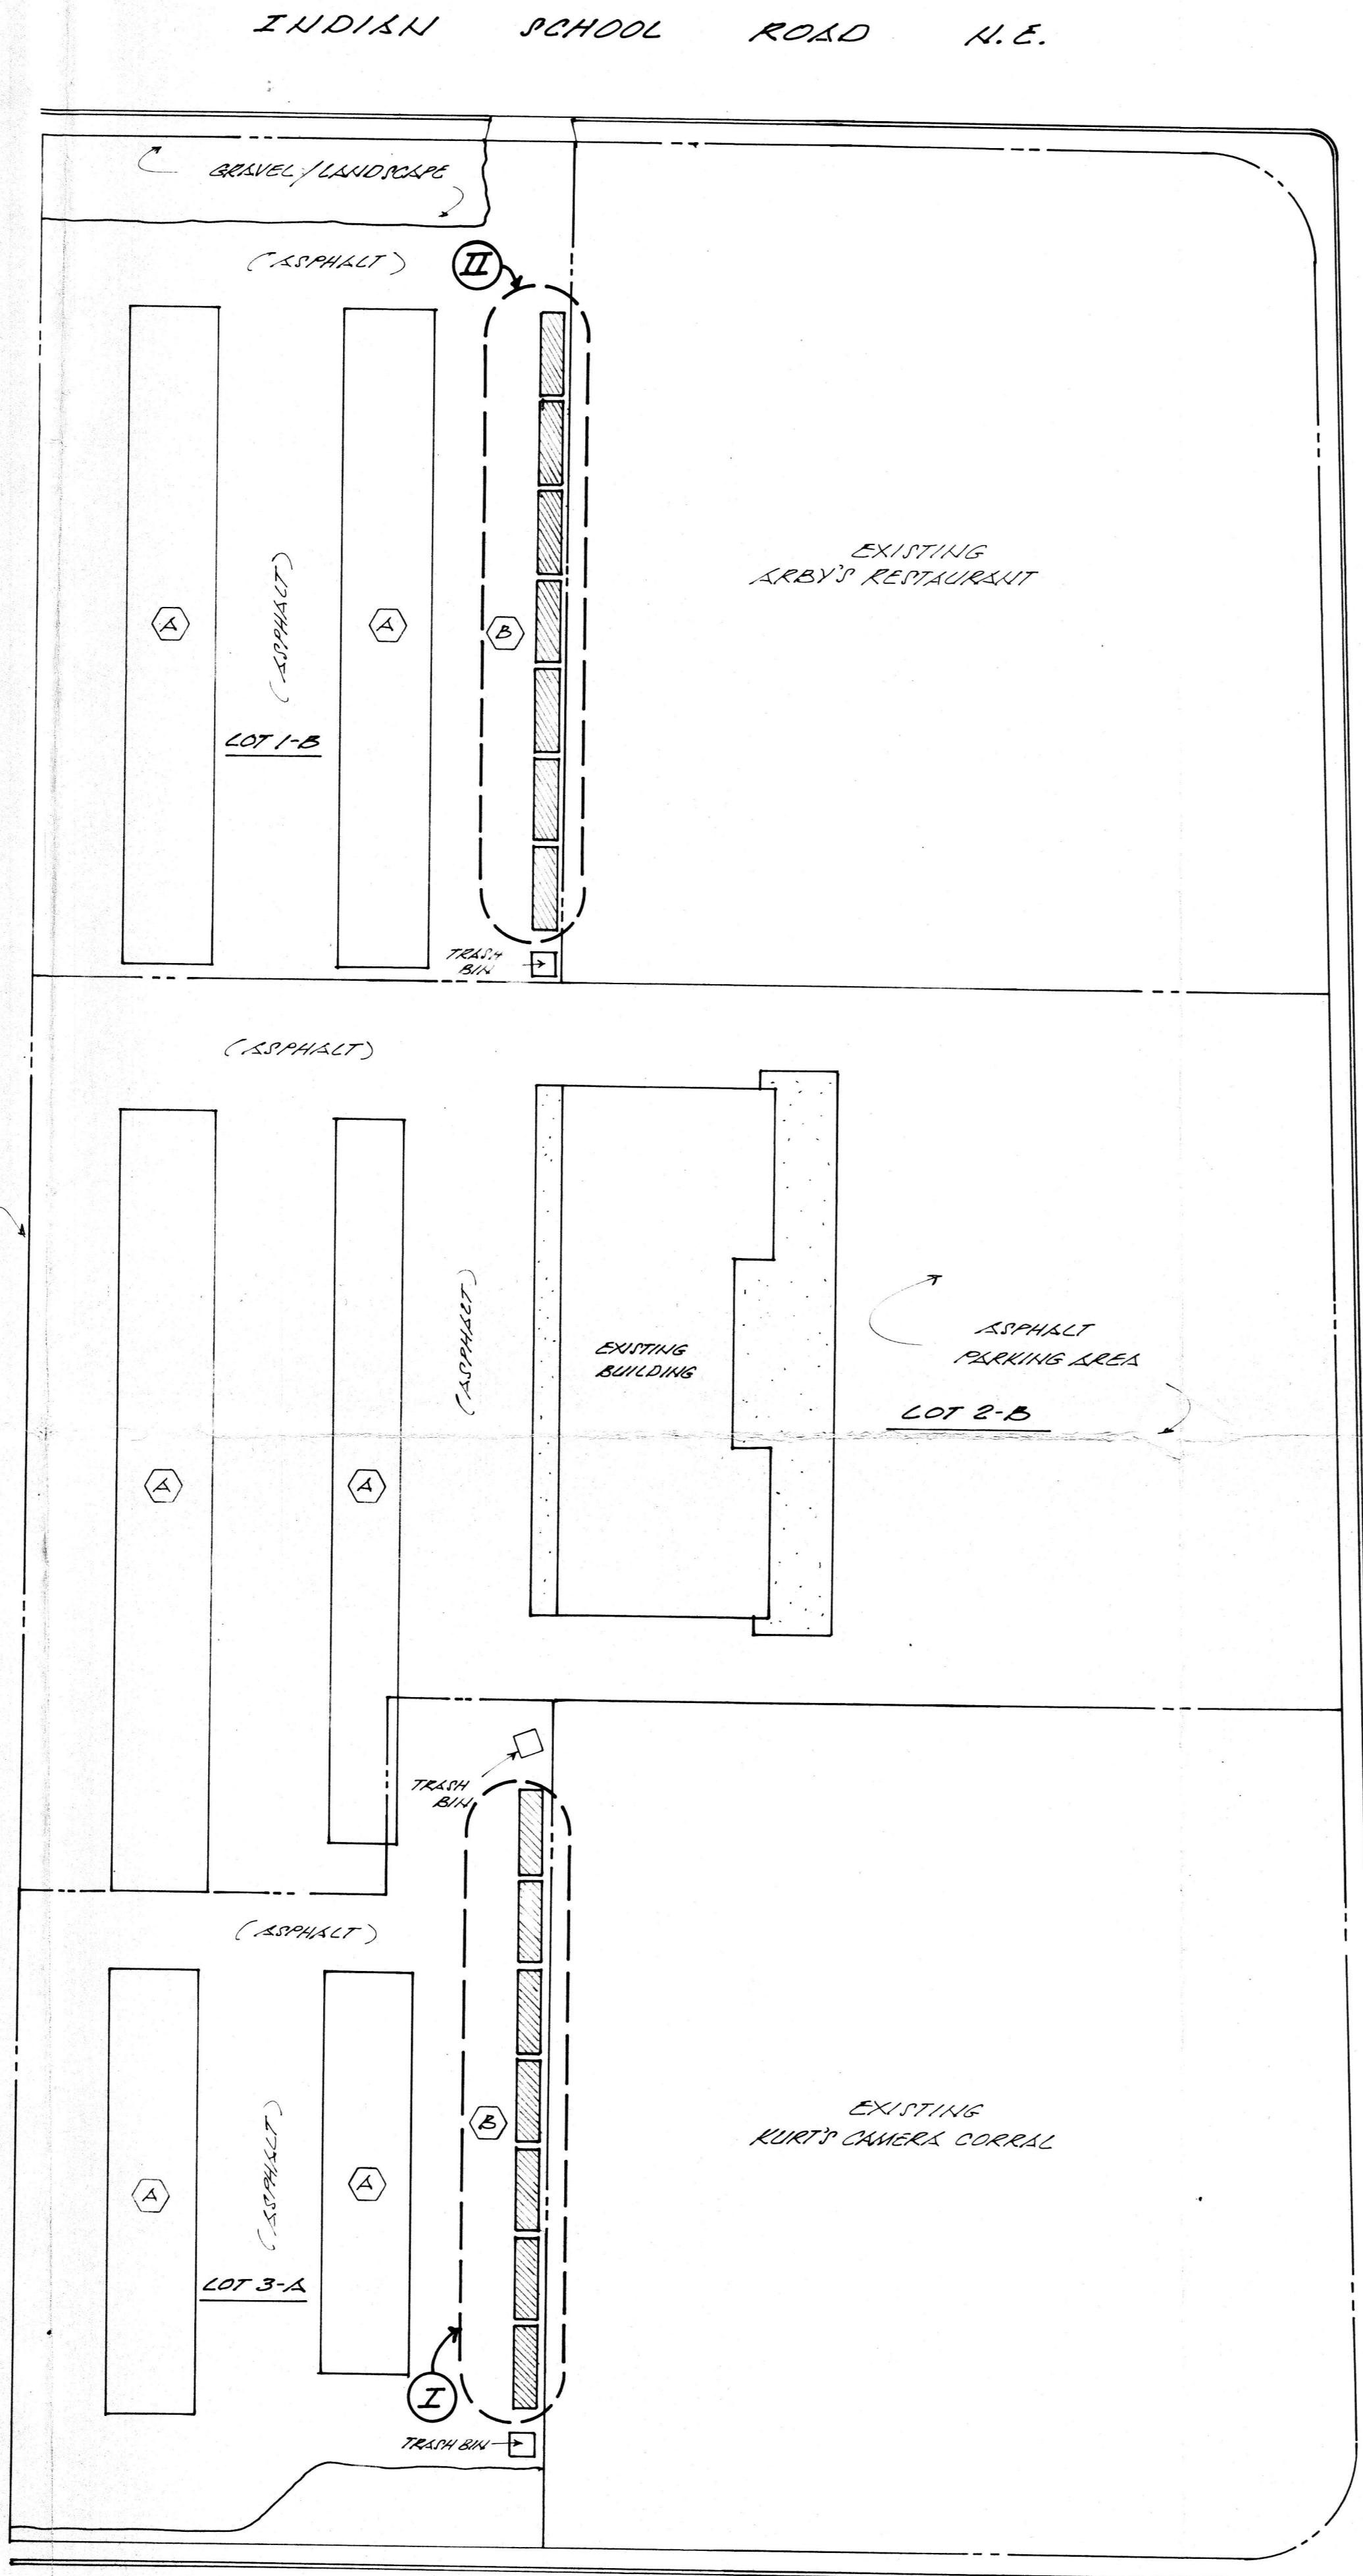 INDIAN SCHOOL ROAD N.E.
GRAVEL/LANDSCAPE
(ASPHALT)
II
EXISTING
ARBY'S RESTAURANT
(ASPHALT)
A
A
B
LOT 1-B
TRASH
BIN
(ASPHALT)
(ASPHALT)
EXISTING
BUILDING
ASPHALT
PARKING AREA
LOT 2-B
A
A
TRASH
BIN
(ASPHALT)
B
EXISTING
KURT'S CAMERA CORRAL
(ASPHALT)
A
A
LOT 3-A
I
TRASH BIN